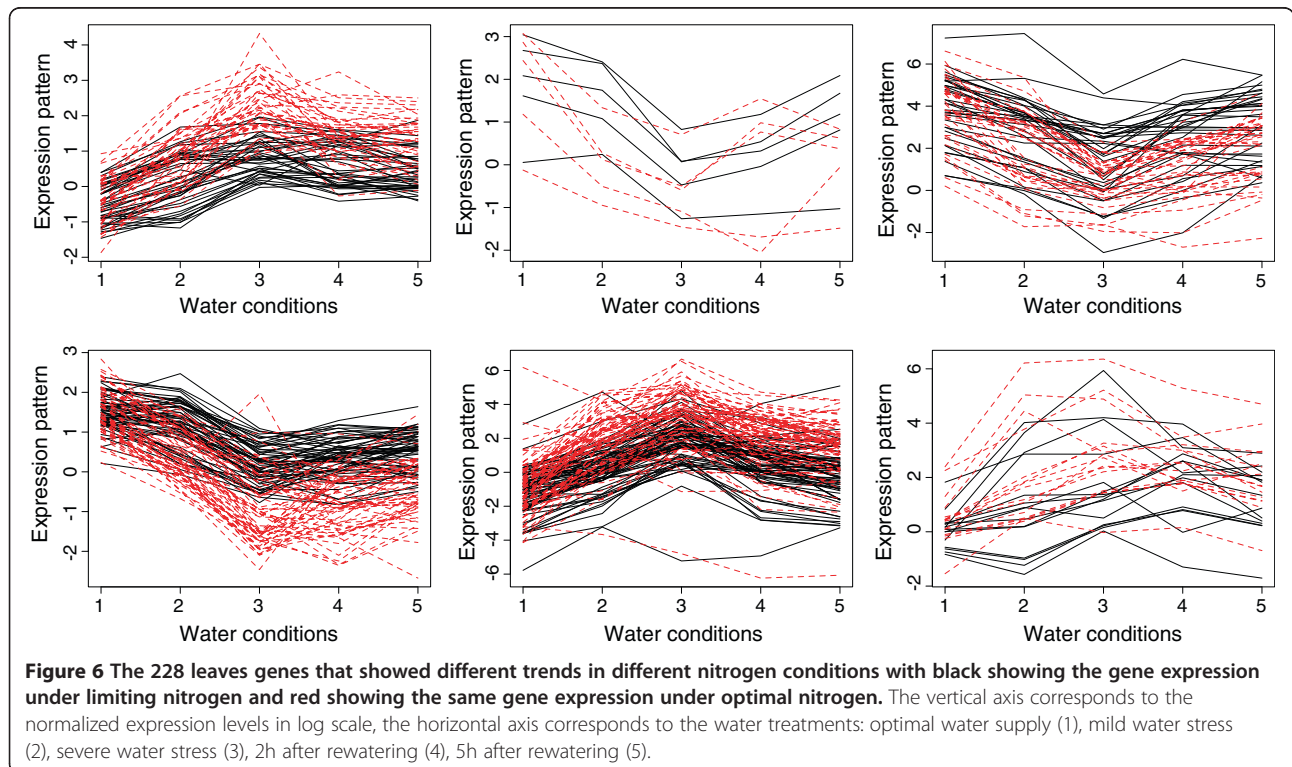 Expression pattern
4
3
2
1
0
-1
-2
1 2 3 4 5
Water conditions
Expression pattern
3
2
1
0
-1
-2
1 2 3 4 5
Water conditions
Expression pattern
6
4
2
0
-2
1 2 3 4 5
Water conditions
Expression pattern
3
2
1
0
-1
-2
1 2 3 4 5
Water conditions
Expression pattern
6
4
2
0
-2
-4
-6
1 2 3 4 5
Water conditions
Expression pattern
6
4
2
0
-2
1 2 3 4 5
Water conditions
Figure 6 The 228 leaves genes that showed different trends in different nitrogen conditions with black showing the gene expression
under limiting nitrogen and red showing the same gene expression under optimal nitrogen. The vertical axis corresponds to the
normalized expression levels in log scale, the horizontal axis corresponds to the water treatments: optimal water supply (1), mild water stress
(2), severe water stress (3), 2h after rewatering (4), 5h after rewatering (5).